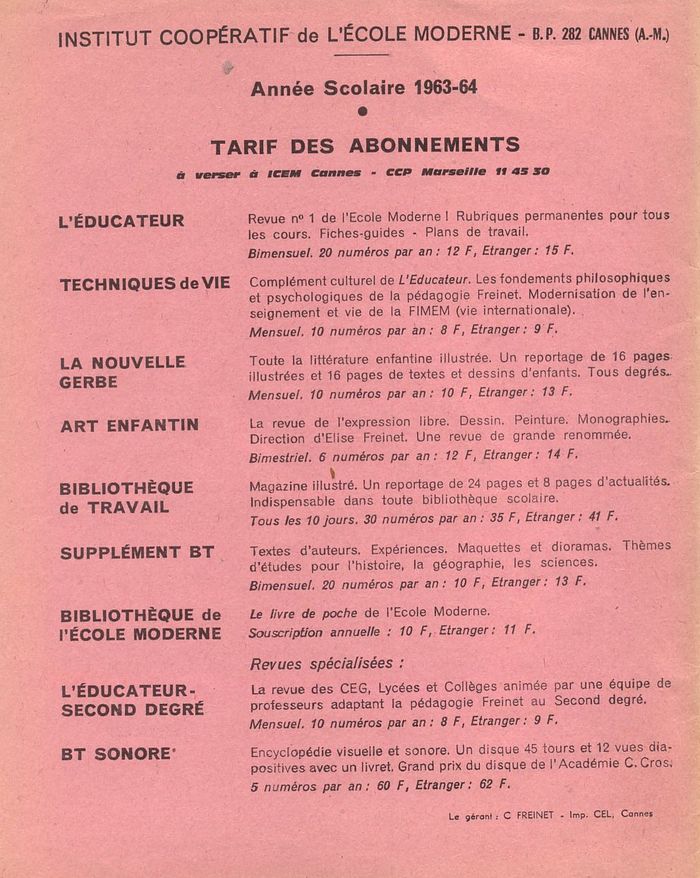 INSTITUT COOPÉRATIF de L'ÉCOLE MODERNE - B.P. 282 CANNES (A.-M.)
Année Scolaire 1963-64
TARIF DES ABONNEMENTS
à verser à ICEM Cannes - CCP Marseille 11 45 30
L'ÉDUCATEUR
Revue n° 1 de l'Ecole Moderne ! Rubriques permanentes pour tous
les cours. Fiches-guides - Plans de travail.
Bimensuel. 20 numéros par an : 12 F, Etranger : 15 F.
TECHNIQUES de VIE
Complément culturel de L'Educateur. Les fondements philosophiques
et psychologiques de la pédagogie Freinet. Modernisation de l'en-
seignement et vie de la FIMEM (vie internationale).
Mensuel. 10 numéros par an : 8 F, Etranger : 9 F.
LA NOUVELLE
GERBE
Toute la littérature enfantine illustrée. Un reportage de 16 pages
illustrées et 16 pages de textes et dessins d'enfants. Tous degrés.
Mensuel. 10 numéros par an : 10 F, Etranger : 13 F.
ART ENFANTIN
La revue de l'expression libre. Dessin. Peinture. Monographies.
Direction d'Elise Freinet. Une revue de grande renommée.
Bimestriel. 6 numéros par an : 12 F, Etranger : 14 F.
BIBLIOTHÈQUE
de TRAVAIL
Magazine illustré. Un reportage de 24 pages et 8 pages d'actualités.
Indispensable dans toute bibliothèque scolaire.
Tous les 10 jours. 30 numéros par an : 35 F, Etranger : 41 F.
SUPPLÉMENT BT
Textes d'auteurs. Expériences. Maquettes et dioramas. Thèmes
d'études pour l'histoire, la géographie, les sciences.
Bimensuel. 20 numéros par an : 10 F, Etranger : 13 F.
BIBLIOTHÈQUE de
l'ÉCOLE MODERNE
Le livre de poche de l'Ecole Moderne.
Souscription annuelle : 10 F, Etranger : 11 F.
Revues spécialisées :
L'ÉDUCATEUR-
SECOND DEGRÉ
La revue des CEG, Lycées et Collèges animée par une équipe de
professeurs adaptant la pédagogie Freinet au Second degré.
Mensuel. 10 numéros par an : 8 F, Etranger : 9 F.
BT SONORE
Encyclopédie visuelle et sonore. Un disque 45 tours et 12 vues dia-
positives avec un livret. Grand prix du disque de l'Académie C. Cros.
5 numéros par an : 60 F, Etranger : 62 F.
Le gérant : C FREINET - Imp. CEL, Cannes